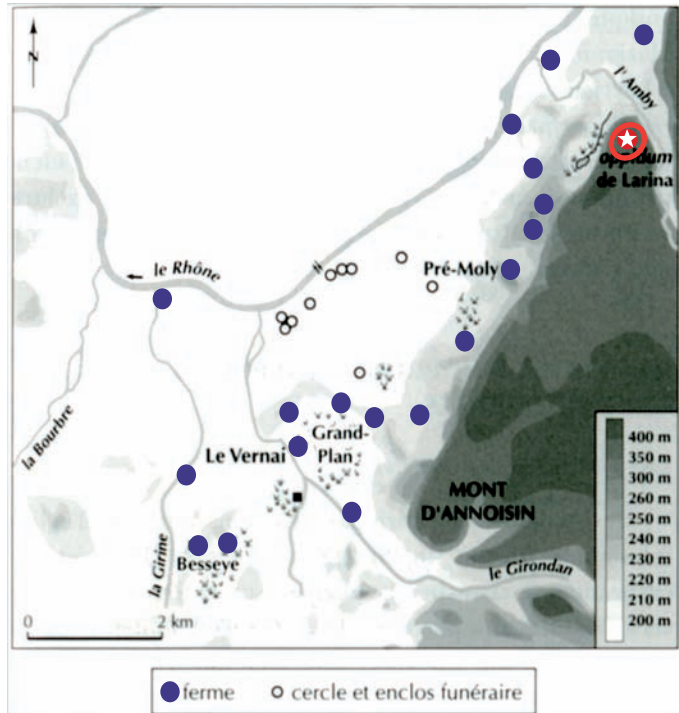 N
l'Amby
oppidum
de Larina
le Rhône
Pré-Moly
la Bourbre
Grand-
Plan
Le Vernai
MONT
D'ANNOISIN
la Girine
Besseye
le Girondan
400 m
350 m
300 m
260 m
250 m
240 m
230 m
220 m
210 m
200 m
0 2 km
ferme cercle et enclos funéraire